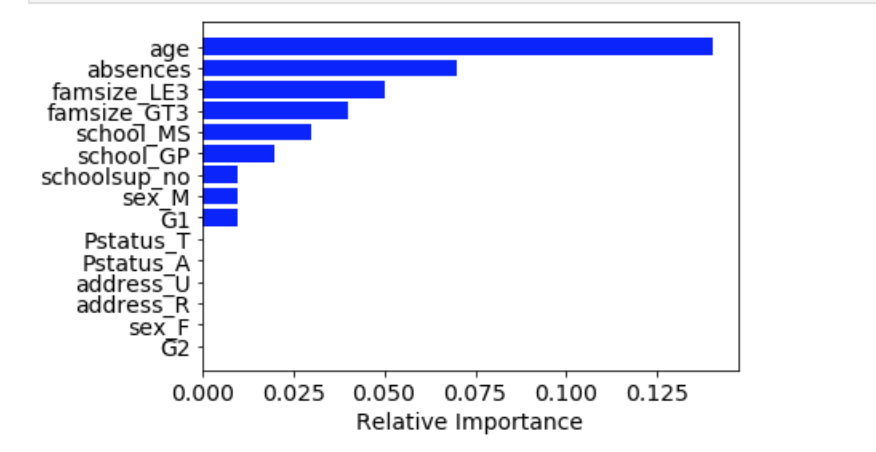 age
absences
famsize_LE3
famsize_GT3
school_MS
school_GP
schoolsup_no
sex_M
G1
Pstatus_T
Pstatus_A
address_U
address_R
sex_F
G2
0.000 0.025 0.050 0.075 0.100 0.125
Relative Importance